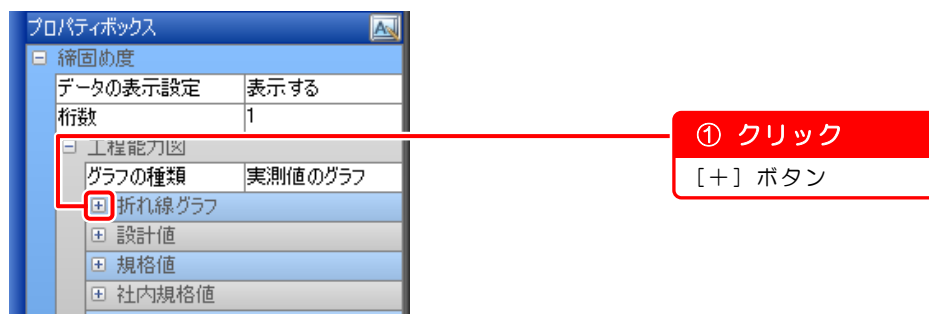 プロパティボックス
締固め度
データの表示設定 表示する
桁数 1
工程能力図
グラフの種類 実測値のグラフ
折れ線グラフ
設計値
規格値
社内規格値
① クリック
[＋] ボタン